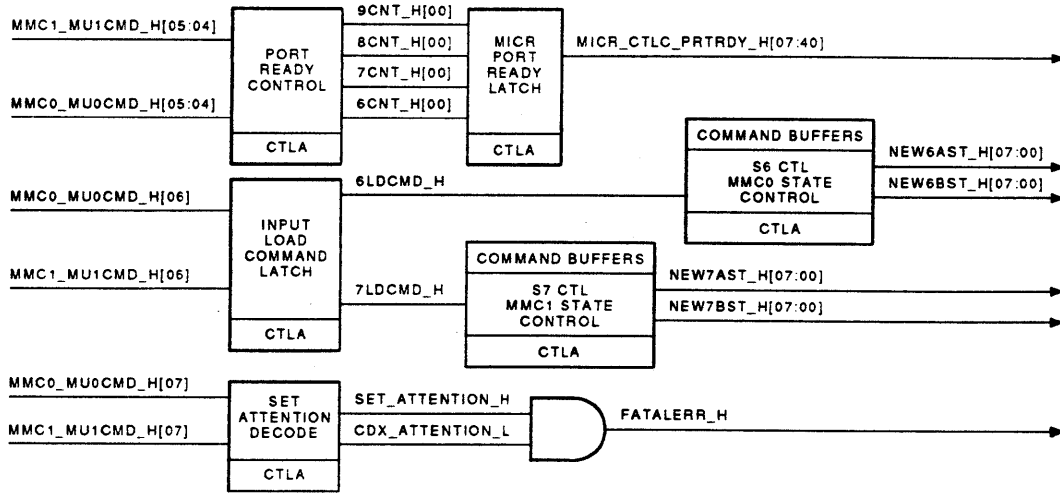 9CNT_H[00]
MMC1_MU1CMD_H[05:04]
8CNT_H[00]
PORT
READY
CONTROL
MICR
PORT
READY
LATCH
MICR_CTLC_PRTRDY_H[07:40]
7CNT_H[00]
MMC0_MU0CMD_H[05:04]
6CNT_H[00]
CTLA
CTLA
COMMAND BUFFERS
NEW6AST_H[07:00]
S6 CTL
MMC0 STATE
CONTROL
NEW6BST_H[07:00]
CTLA
6LDCMD_H
MMC0_MU0CMD_H[06]
INPUT
LOAD
COMMAND
LATCH
MMC1_MU1CMD_H[06]
7LDCMD_H
CTLA
COMMAND BUFFERS
NEW7AST_H[07:00]
S7 CTL
MMC1 STATE
CONTROL
NEW7BST_H[07:00]
CTLA
MMC0_MU0CMD_H[07]
SET
ATTENTION
DECODE
SET_ATTENTION_H
FATALERR_H
MMC1_MU1CMD_H[07]
CDX_ATTENTION_L
CTLA